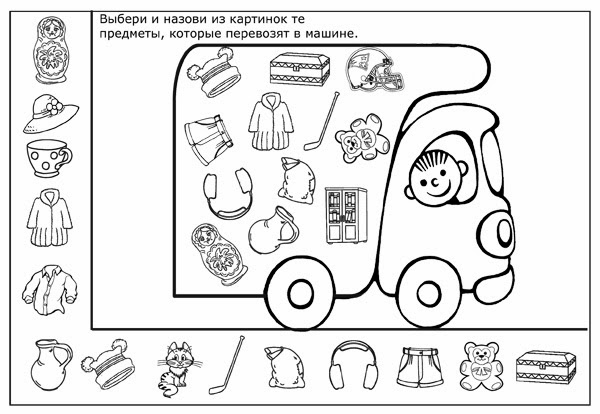 Выбери и назови из картинок те
предметы, которые перевозят в машине.